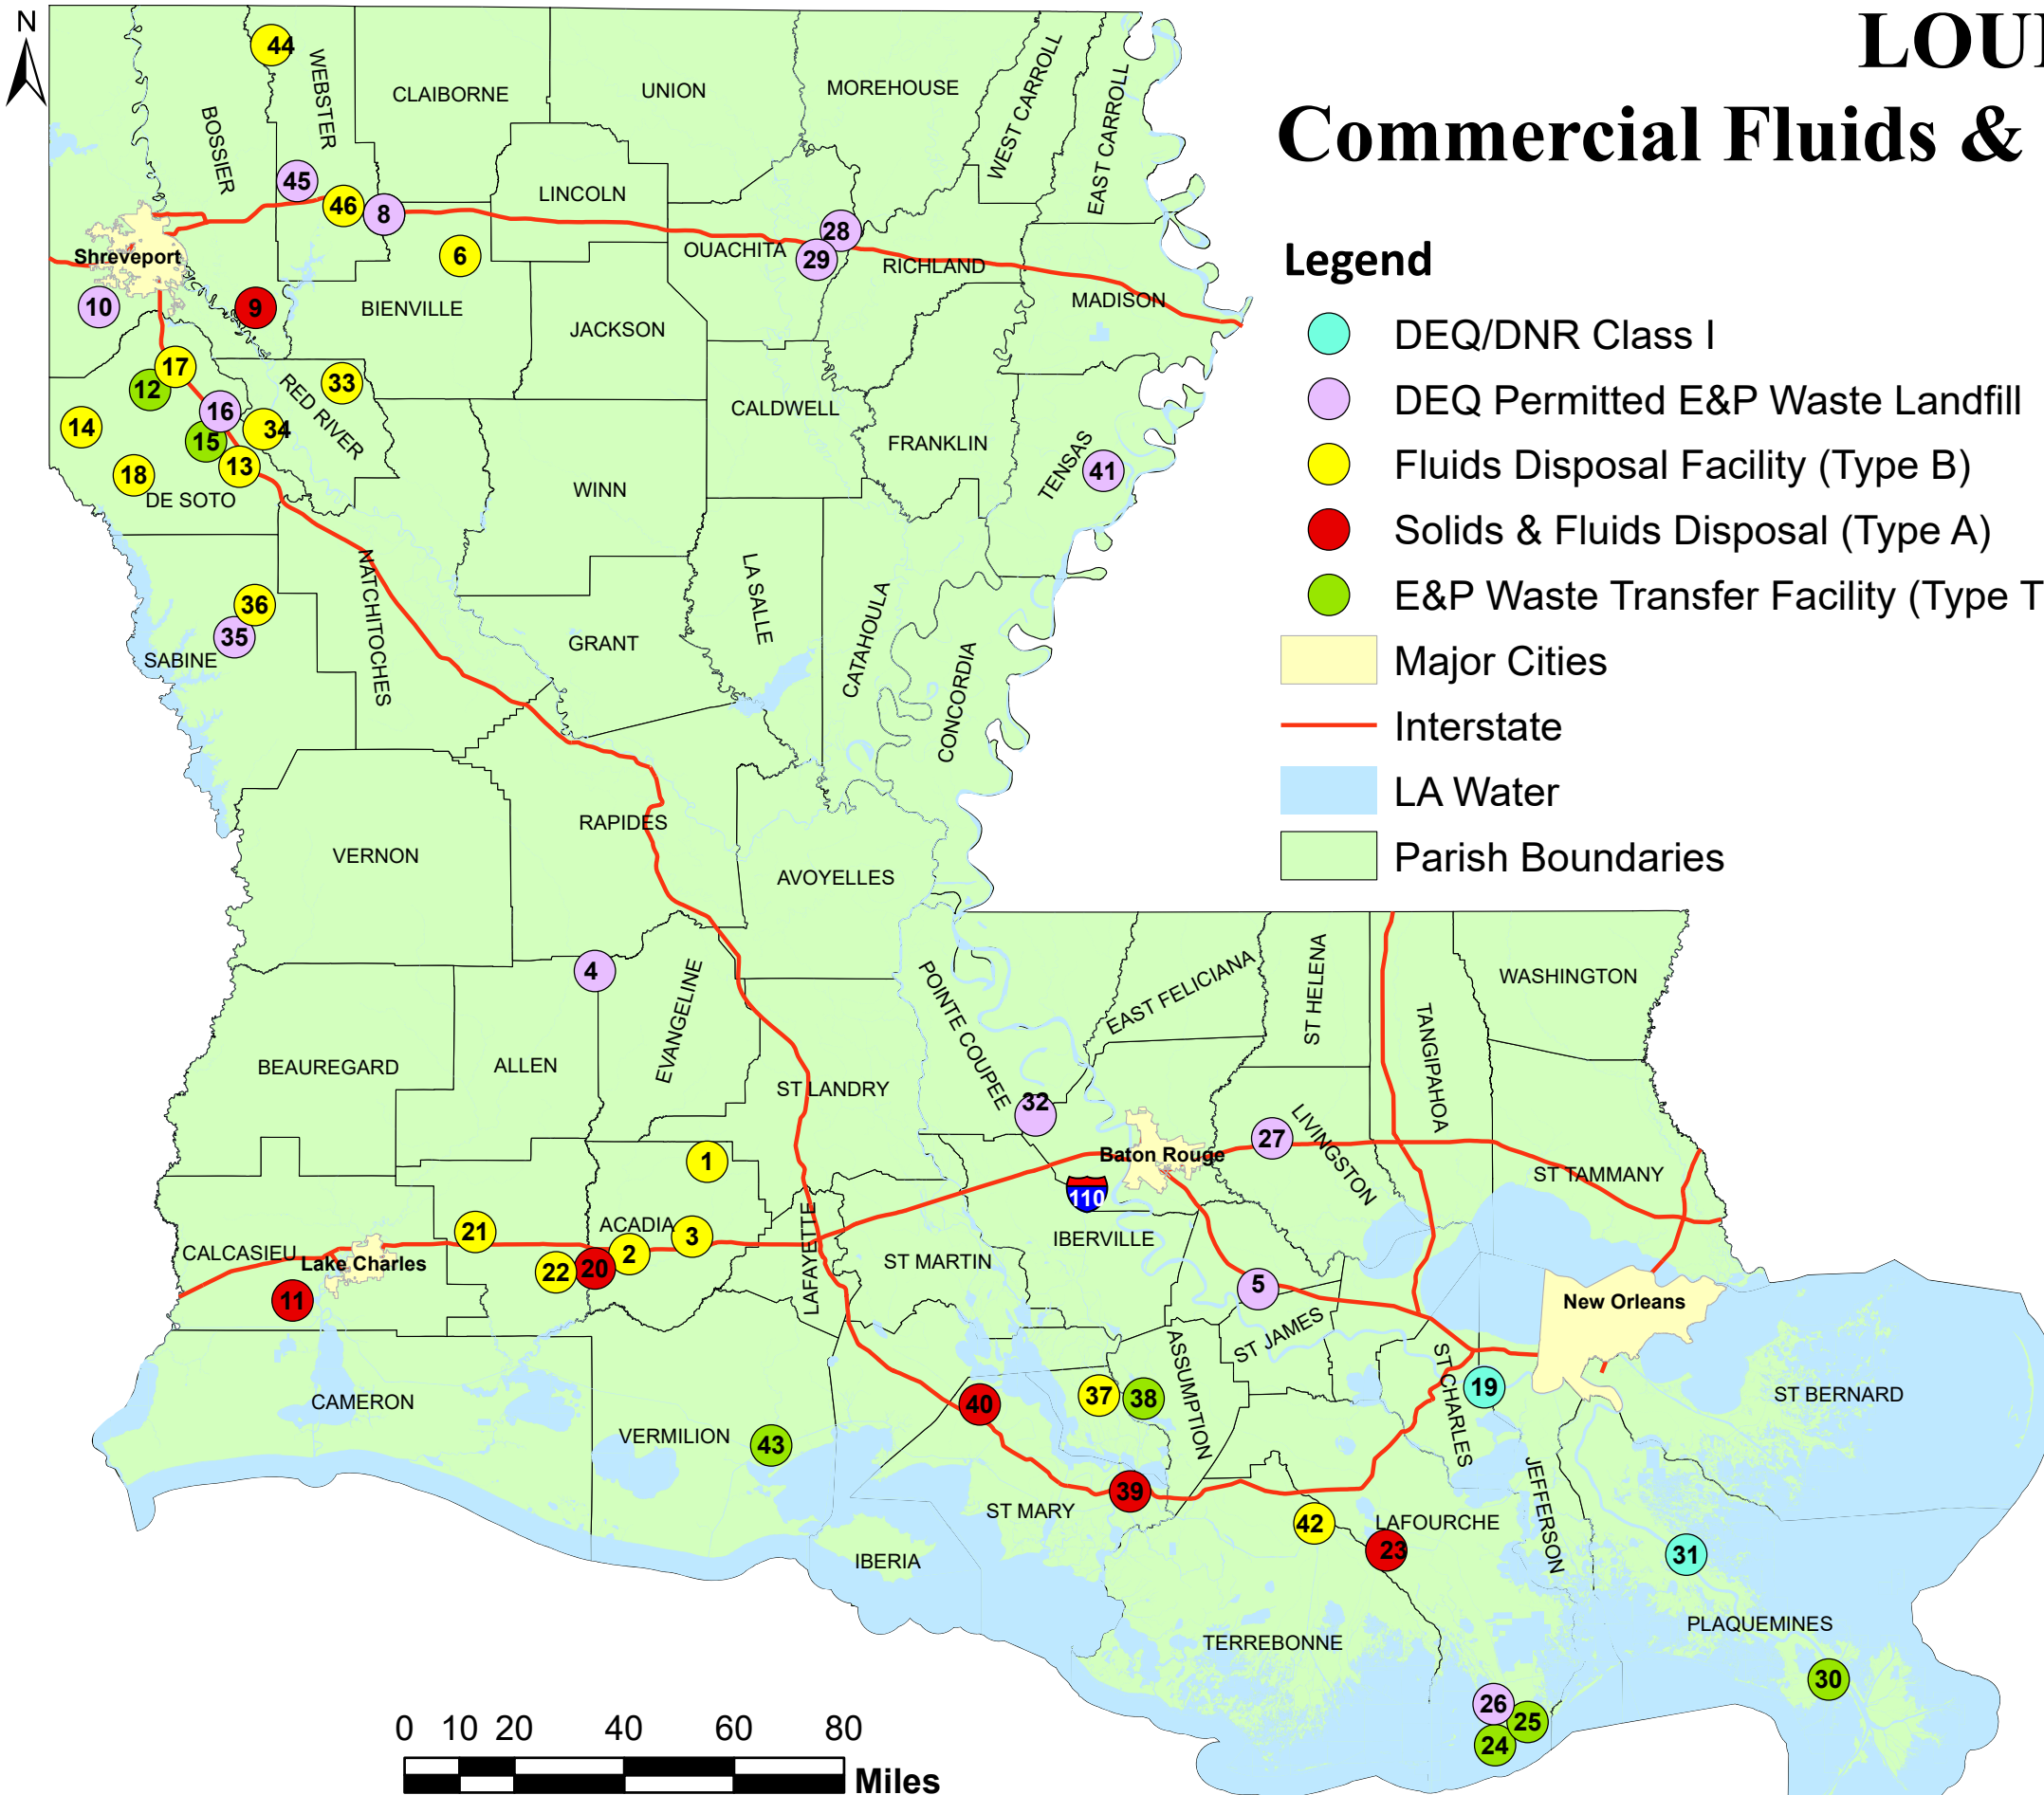 N
LOUI
Commercial Fluids &
Legend
DEQ/DNR Class I
DEQ Permitted E&P Waste Landfill
Fluids Disposal Facility (Type B)
Solids & Fluids Disposal (Type A)
E&P Waste Transfer Facility (Type T
Major Cities
Interstate
LA Water
Parish Boundaries
44
WEBSTER
CLAIBORNE
UNION
MOREHOUSE
WEST CARROLL
EAST CARROLL
BOSSIER
45
46
8
LINCOLN
28
OUACHITA
29
RICHLAND
6
Shreveport
10
9
BIENVILLE
JACKSON
MADISON
17
12
33
RED RIVER
16
14
15
34
13
18
DE SOTO
CALDWELL
FRANKLIN
TENSAS
41
WINN
NATCHITOCHES
LA SALLE
CATAHOULA
CONCORDIA
36
35
SABINE
GRANT
RAPIDES
VERNON
AVOYELLES
4
EVANGELINE
POINTE COUPEE
EAST FELICIANA
ST HELENA
WASHINGTON
TANGIPAHOA
BEAUREGARD
ALLEN
ST LANDRY
32
27
LIVINGSTON
Baton Rouge
1
ST TAMMANY
110
21
ACADIA
3
2
LAFAYETTE
IBERVILLE
CALCASIEU
Lake Charles
22
20
ST MARTIN
11
5
New Orleans
ST JAMES
ASSUMPTION
ST CHARLES
19
ST BERNARD
CAMERON
40
37
38
VERMILION
43
39
ST MARY
42
LAFOURCHE
23
JEFFERSON
31
IBERIA
TERREBONNE
PLAQUEMINES
30
26
25
24
0 10 20 40 60 80
Miles